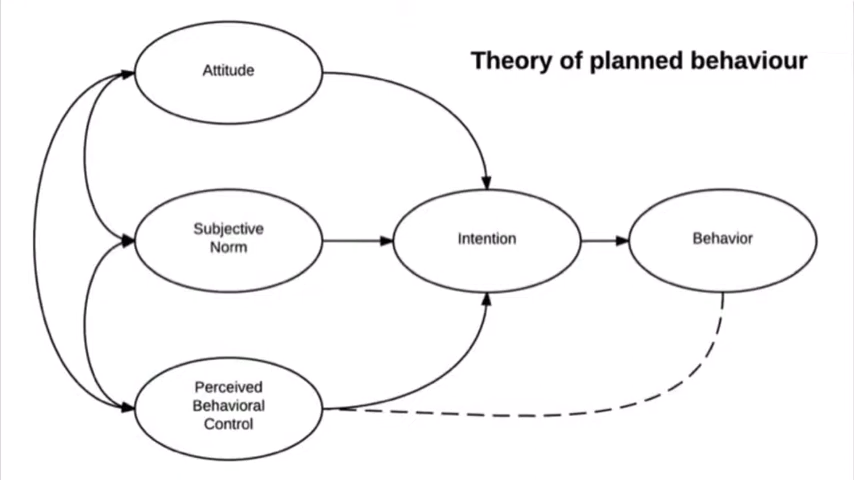 Theory of planned behaviour
Attitude
Subjective
Norm
Intention
Behavior
Perceived
Behavioral
Control